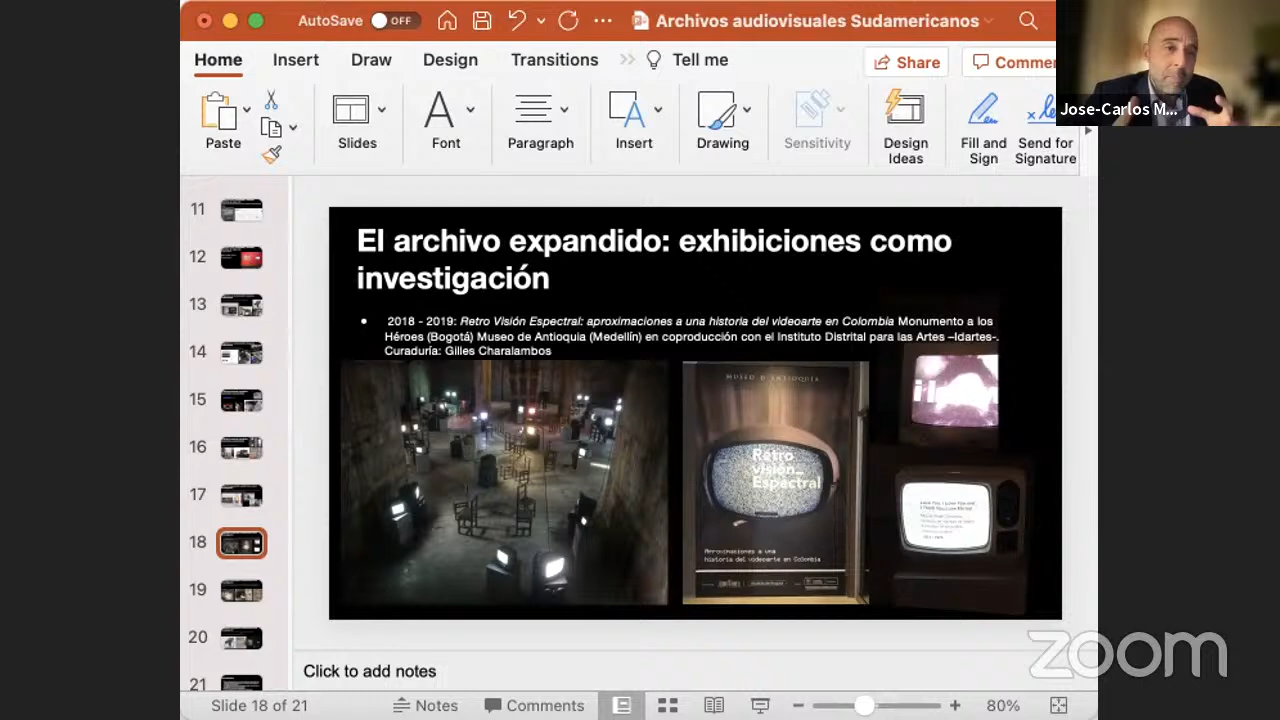 AutoSave
OFF
Archivos audiovisuales Sudamericanos
Home
Insert
Draw
Design
Transitions
Tell me
Share
Commen
Jose-Carlos M...
Paste
Slides
Font
Paragraph
Insert
Drawing
Sensitivity
Design
Ideas
Fill and
Sign
Send for
Signature
11
12
13
14
15
16
17
18
19
20
21
El archivo expandido: exhibiciones como
investigación
• 2018 - 2019: Retro Visión Espectral: aproximaciones a una historia del videoarte en Colombia Monumento a los
Héroes (Bogotá) Museo de Antioquia (Medellín) en coproducción con el Instituto Distrital para las Artes –Idartes-.
Curaduría: Gilles Charalambos
MUSEO D ANTIOQUIA
Retro
visión_
Espectral
Aproximaciones a una
historia del videoarte en Colombia
Click to add notes
Slide 18 of 21
Notes
Comments
80%
zoom